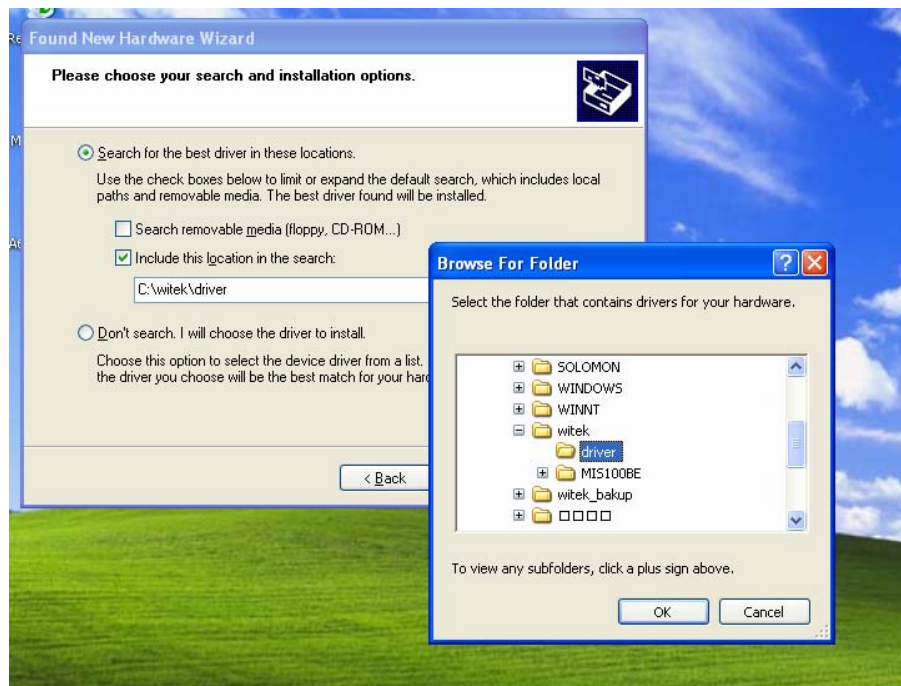 Re
Found New Hardware Wizard
Please choose your search and installation options.
M
Search for the best driver in these locations.
Use the check boxes below to limit or expand the default search, which includes local
paths and removable media. The best driver found will be installed.
Search removable media (floppy, CD-ROM...)
Include this location in the search:
C:\witek\driver
Don't search. I will choose the driver to install.
Choose this option to select the device driver from a list.
the driver you choose will be the best match for your hard
< Back
Browse For Folder
Select the folder that contains drivers for your hardware.
SOLOMON
WINDOWS
WINNT
witek
driver
MIS100BE
witek_bakup
□□□□
To view any subfolders, click a plus sign above.
OK Cancel